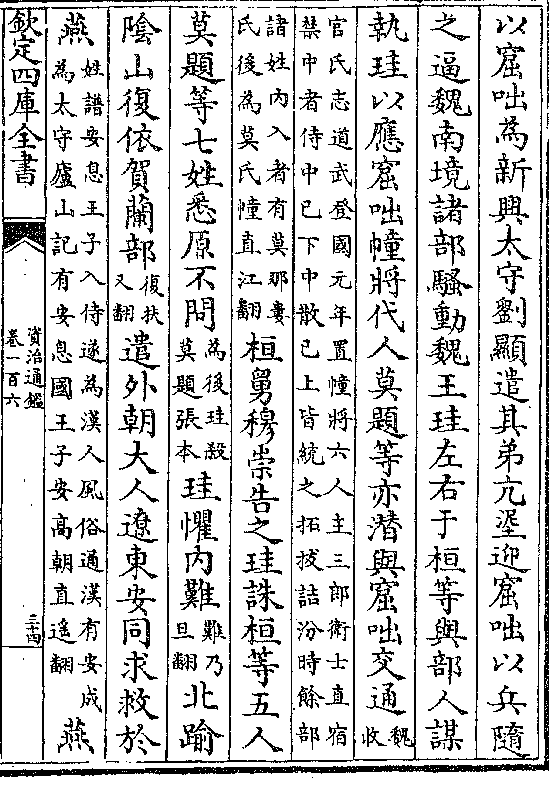 以窟咄為新興太守劉顯遣其弟亢埿迎窟咄以兵隨
之逼魏南境諸部騷動魏王珪左右于桓等與部人謀
執珪以應窟咄幢將代人莫題等亦潜與窟咄交通魏收
官氏志道武登國元年置幢將六人主三郎衛士直宿
禁中者侍中已下中散已上皆統之拓拔詰汾時餘部
諸姓内入者有莫那婁氏後為莫氏幢直江翻桓舅穆崇告之珪誅桓等五人
莫題等七姓悉原不問為後珪殺莫題張本珪懼内難難乃旦翻北踰
陰山復依賀蘭部復扶又翻遣外朝大人遼東安同求救於
燕姓譜安息王子入侍遂為漢人風俗通漢有安成為太守廬山記有安息國王子安高朝直遥翻燕
欽定四庫全書
資治通鑑
卷一百六
三十四